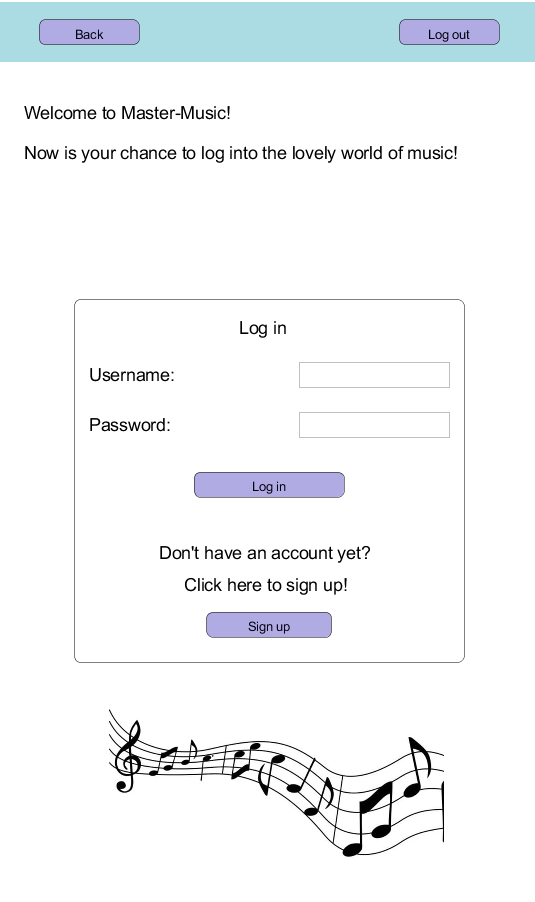 Back
Log out
Welcome to Master-Music!
Now is your chance to log into the lovely world of music!
Log in
Username:
Password:
Log in
Don't have an account yet?
Click here to sign up!
Sign up